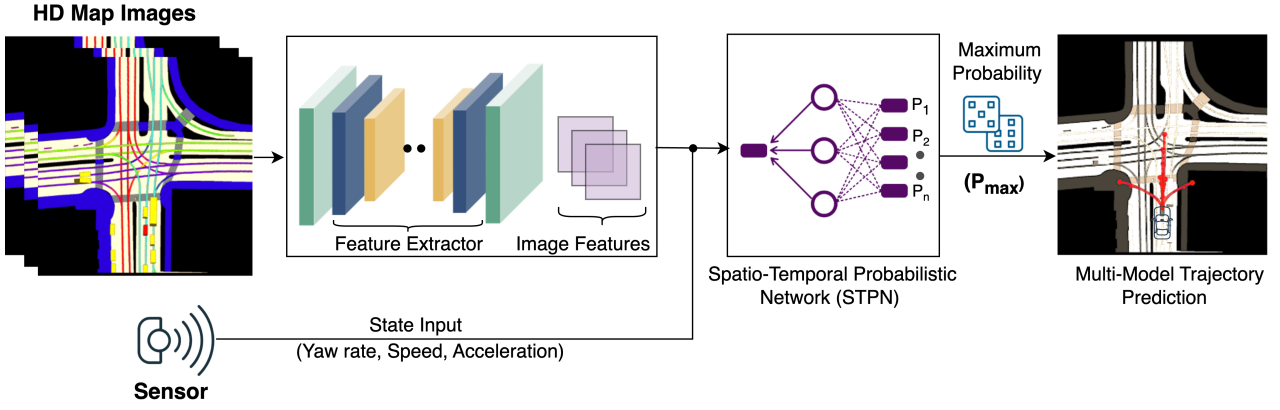 HD Map Images
Feature Extractor
Image Features
State Input
(Yaw rate, Speed, Acceleration)
Sensor
P1
P2
Pn
Spatio-Temporal Probabilistic
Network (STPN)
Maximum
Probability
(Pmax)
Multi-Model Trajectory
Prediction